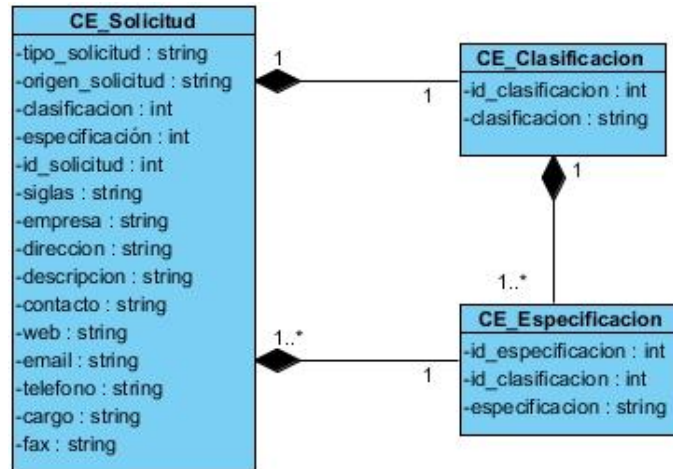 CE_Solicitud
-tipo_solicitud : string
-origen_solicitud : string
-clasificacion : int
-especificación : int
-id_solicitud : int
-siglas : string
-empresa : string
-direccion : string
-descripcion : string
-contacto : string
-web : string
-email : string
-telefono : string
-cargo : string
-fax : string
1
1
CE_Clasificacion
-id_clasificacion : int
-clasificacion : string
1
1..*
1..*
1
CE_Especificacion
-id_especificacion : int
-id_clasificacion : int
-especificacion : string